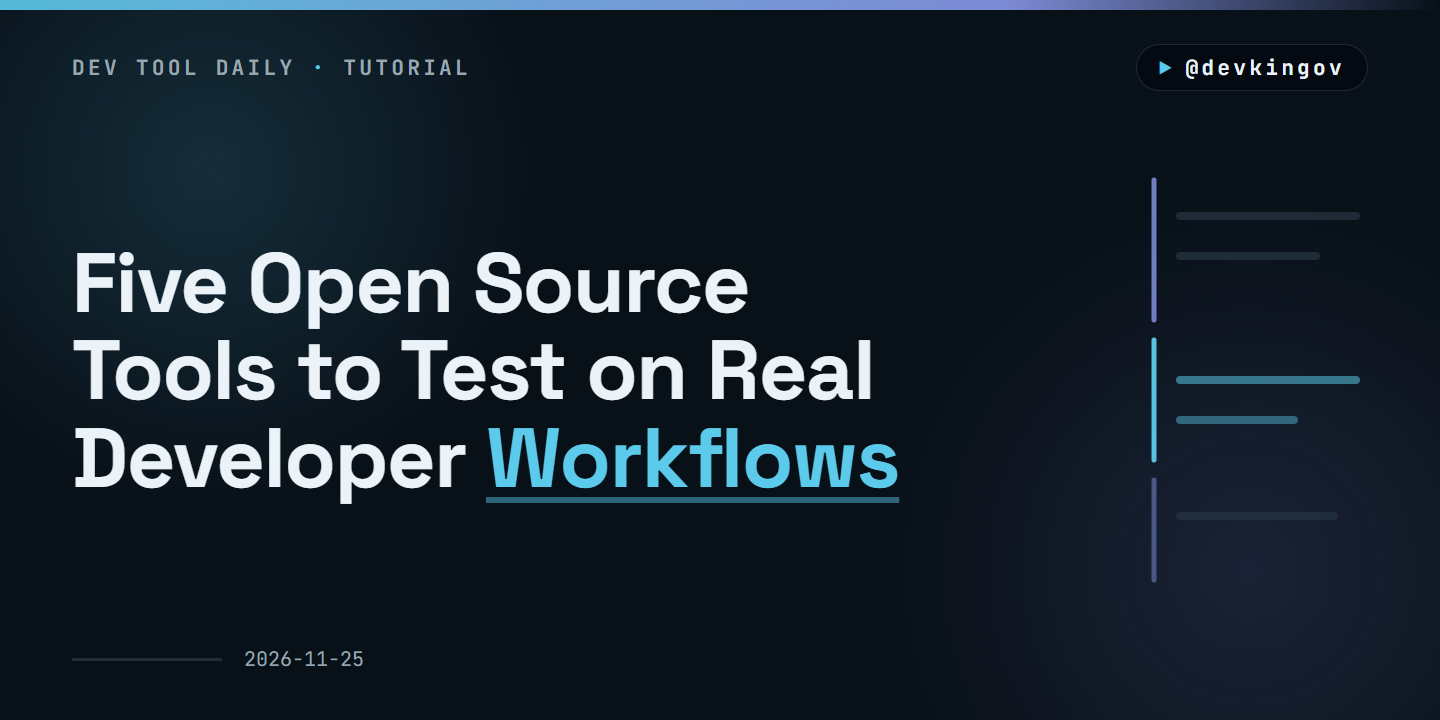 DEV TOOL DAILY · TUTORIAL
@devkingov
Five Open Source
Tools to Test on Real
Developer Workflows
2026-11-25